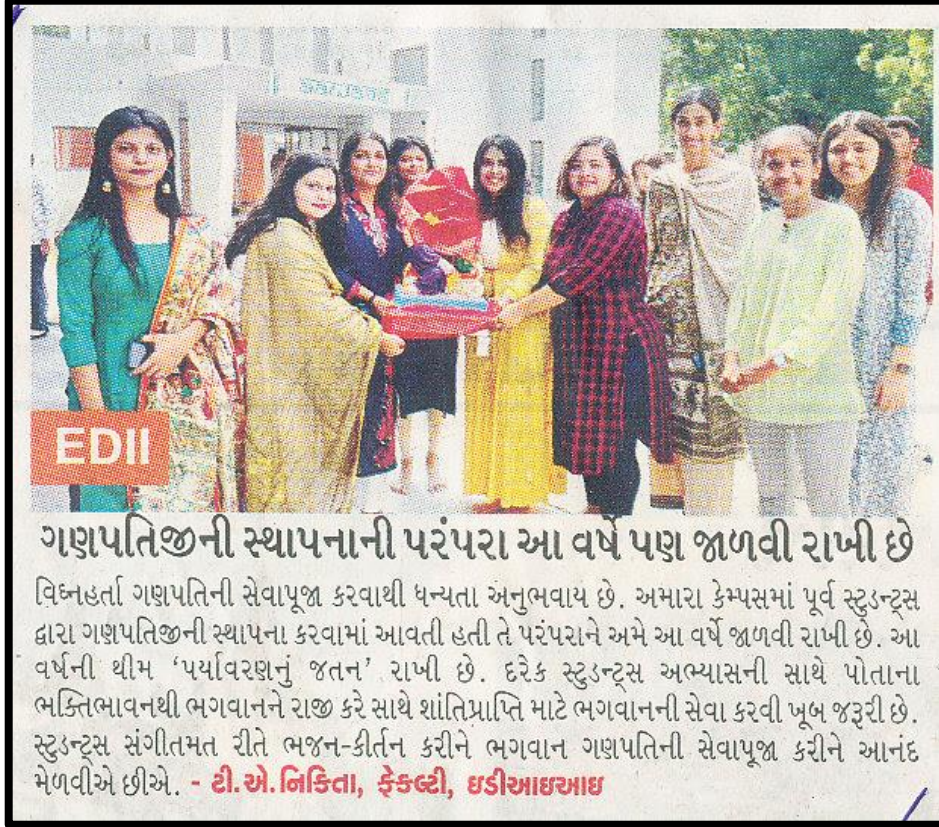 EDII
ગણપતિજીની સ્થાપનાની પરંપરા આ વર્ષે પણ જાળવી રાખી છે
વિઘ્નહર્તા ગણપતિની સેવાપૂજા કરવાથી ધન્યતા અનુભવાય છે. અમારા કેમ્પસમાં પૂર્વ સ્ટુડન્ટ્સ
દ્વારા ગણપતિજીની સ્થાપના કરવામાં આવતી હતી તે પરંપરાને અમે આ વર્ષે જાળવી રાખી છે. આ
વર્ષની થીમ ‘પર્યાવરણનું જતન’ રાખી છે. દરેક સ્ટુડન્ટ્સ અભ્યાસની સાથે પોતાના
ભક્તિભાવનથી ભગવાનને રાજી કરે સાથે શાંતિપ્રાપ્તિ માટે ભગવાનની સેવા કરવી ખૂબ જરૂરી છે.
સ્ટુડન્ટ્સ સંગીતમત રીતે ભજન-કીર્તન કરીને ભગવાન ગણપતિની સેવાપૂજા કરીને આનંદ
મેળવીએ છીએ. - ટી.એ.નિકિતા, ફેકલ્ટી, ઇડીઆઇઆઇ